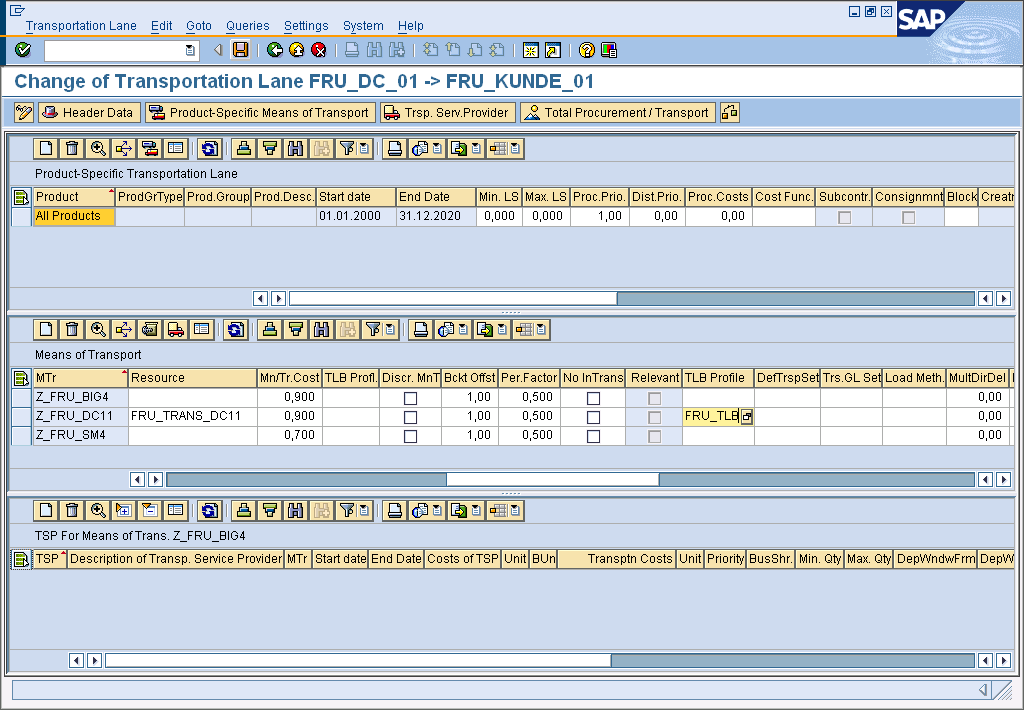 Transportation Lane Edit Goto Queries Settings System Help
SAP
Change of Transportation Lane FRU_DC_01 -> FRU_KUNDE_01
Header Data Product-Specific Means of Transport Trsp. Serv.Provider Total Procurement / Transport
Product-Specific Transportation Lane
Product ProdGrType Prod.Group Prod.Desc. Start date End Date Min. LS Max. LS Proc.Prio. Dist.Prio. Proc.Costs Cost Func. Subcontr. Consignmnt Block Creatn
All Products 01.01.2000 31.12.2020 0,000 0,000 1,00 0,00 0,00
Means of Transport
MTr Resource Mn/Tr.Cost TLB Profl. Discr. MnT Bckt Offst Per.Factor No InTrans Relevant TLB Profile DefTrspSet Trs.GL Set Load Meth. MultDirDel
Z_FRU_BIG4 0,900 1,00 0,500 0,00
Z_FRU_DC11 FRU_TRANS_DC11 0,900 1,00 0,500 FRU_TLB 0,00
Z_FRU_SM4 0,700 1,00 0,500 0,00
TSP For Means of Trans. Z_FRU_BIG4
TSP Description of Transp. Service Provider MTr Start date End Date Costs of TSP Unit BUn Transptn Costs Unit Priority BusShr. Min. Qty Max. Qty DepWndwFrm DepW